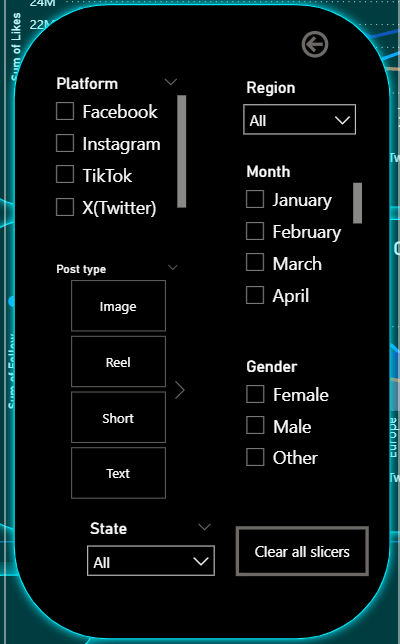 24M
22M
Sum of Likes
Platform
Facebook
Instagram
TikTok
X(Twitter)
Region
All
Month
January
February
March
April
Post type
Image
Reel
Short
Text
Gender
Female
Male
Other
State
All
Clear all slicers
Europe